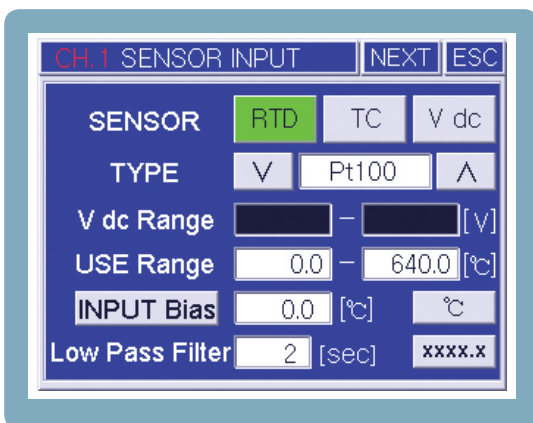 CH.1 SENSOR INPUT NEXT ESC
SENSOR RTD TC V dc
TYPE ∨ Pt100 ∧
V dc Range – [V]
USE Range 0.0 – 640.0 [℃]
INPUT Bias 0.0 [℃] ℃
Low Pass Filter 2 [sec] xxxx.x